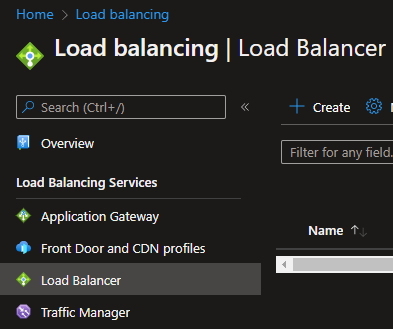 Home > Load balancing
Load balancing | Load Balancer
Search (Ctrl+/)
«
+ Create
Overview
Filter for any field.
Load Balancing Services
Application Gateway
Name ↑↓
Front Door and CDN profiles
Load Balancer
Traffic Manager